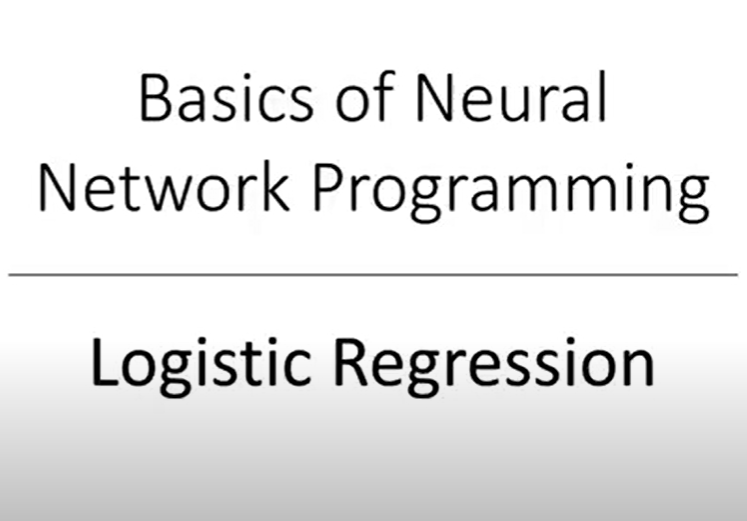 Basics of Neural
Network Programming
Logistic Regression